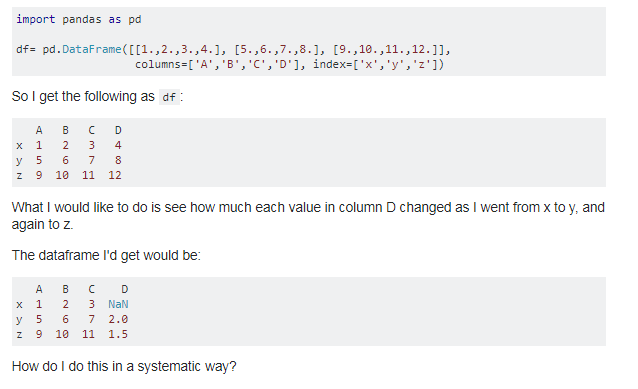 import pandas as pd
df= pd.DataFrame([[1.,2.,3.,4.], [5.,6.,7.,8.], [9.,10.,11.,12.]],
columns=['A','B','C','D'], index=['x','y','z'])
So I get the following as df :
A B C D
x 1 2 3 4
y 5 6 7 8
z 9 10 11 12
What I would like to do is see how much each value in column D changed as I went from x to y, and
again to z.
The dataframe I'd get would be:
A B C D
x 1 2 3 NaN
y 5 6 7 2.0
z 9 10 11 1.5
How do I do this in a systematic way?